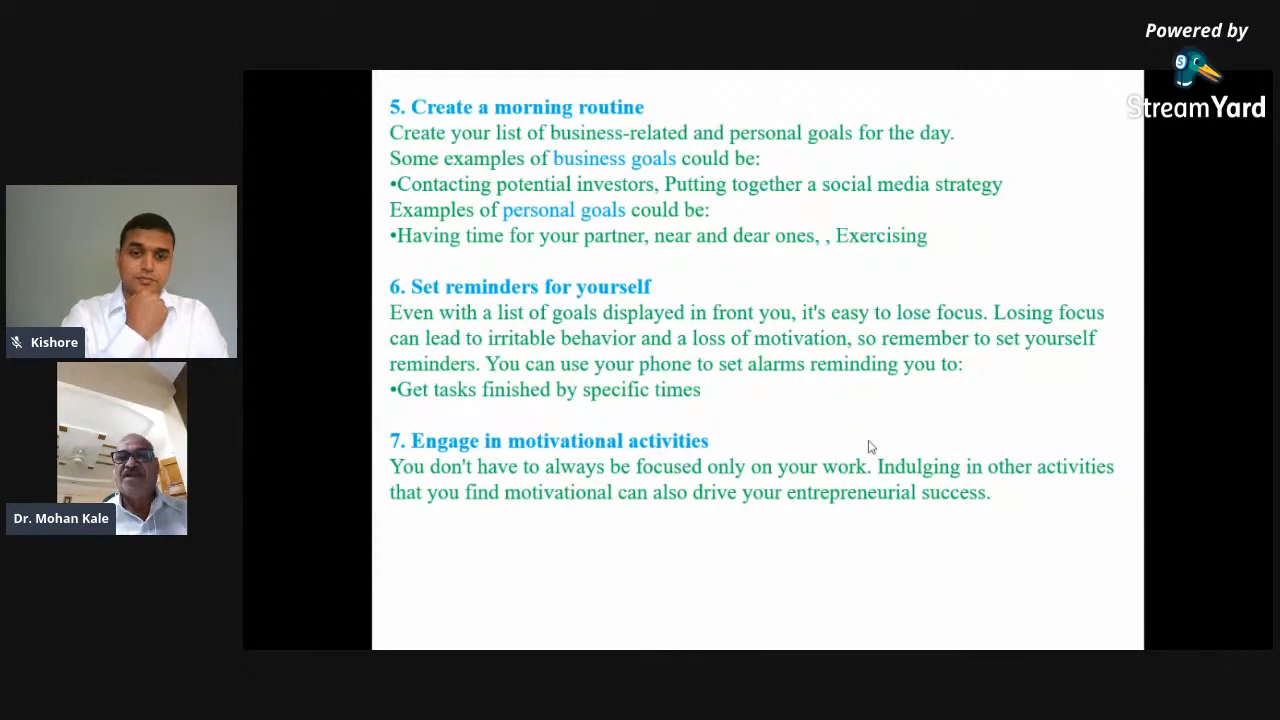 Powered by
StreamYard
5. Create a morning routine
Create your list of business-related and personal goals for the day.
Some examples of business goals could be:
•Contacting potential investors, Putting together a social media strategy
Examples of personal goals could be:
•Having time for your partner, near and dear ones, , Exercising
6. Set reminders for yourself
Even with a list of goals displayed in front you, it's easy to lose focus. Losing focus
can lead to irritable behavior and a loss of motivation, so remember to set yourself
reminders. You can use your phone to set alarms reminding you to:
•Get tasks finished by specific times
7. Engage in motivational activities
You don't have to always be focused only on your work. Indulging in other activities
that you find motivational can also drive your entrepreneurial success.
Kishore
Dr. Mohan Kale